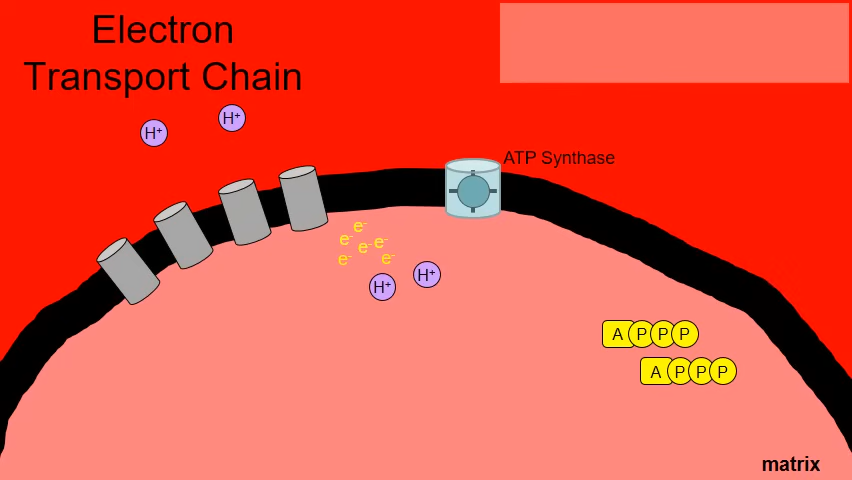 Electron
Transport Chain
H⁺
H⁺
ATP Synthase
e⁻
e⁻
e⁻
e⁻
e⁻
e⁻
H⁺
H⁺
A P P P
A P P P
matrix